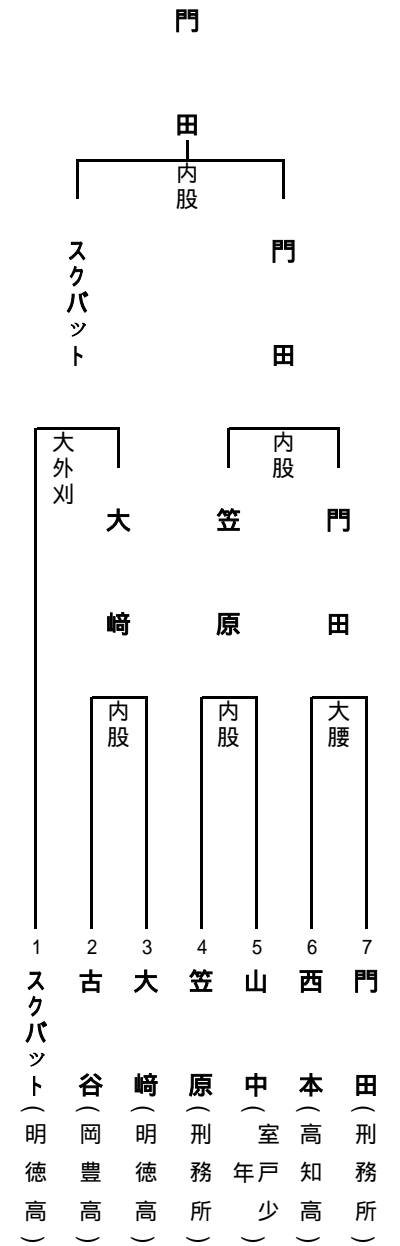 門田
内股
スクバット
門田
大外刈
内股
大﨑
笠原
門田
内股
内股
大腰
1 2 3 4 5 6 7
スクバット(明徳高)
古谷(岡豊高)
大﨑(明徳高)
笠原(刑務所)
山中(室戸少年)
西本(高知高)
門田(刑務所)